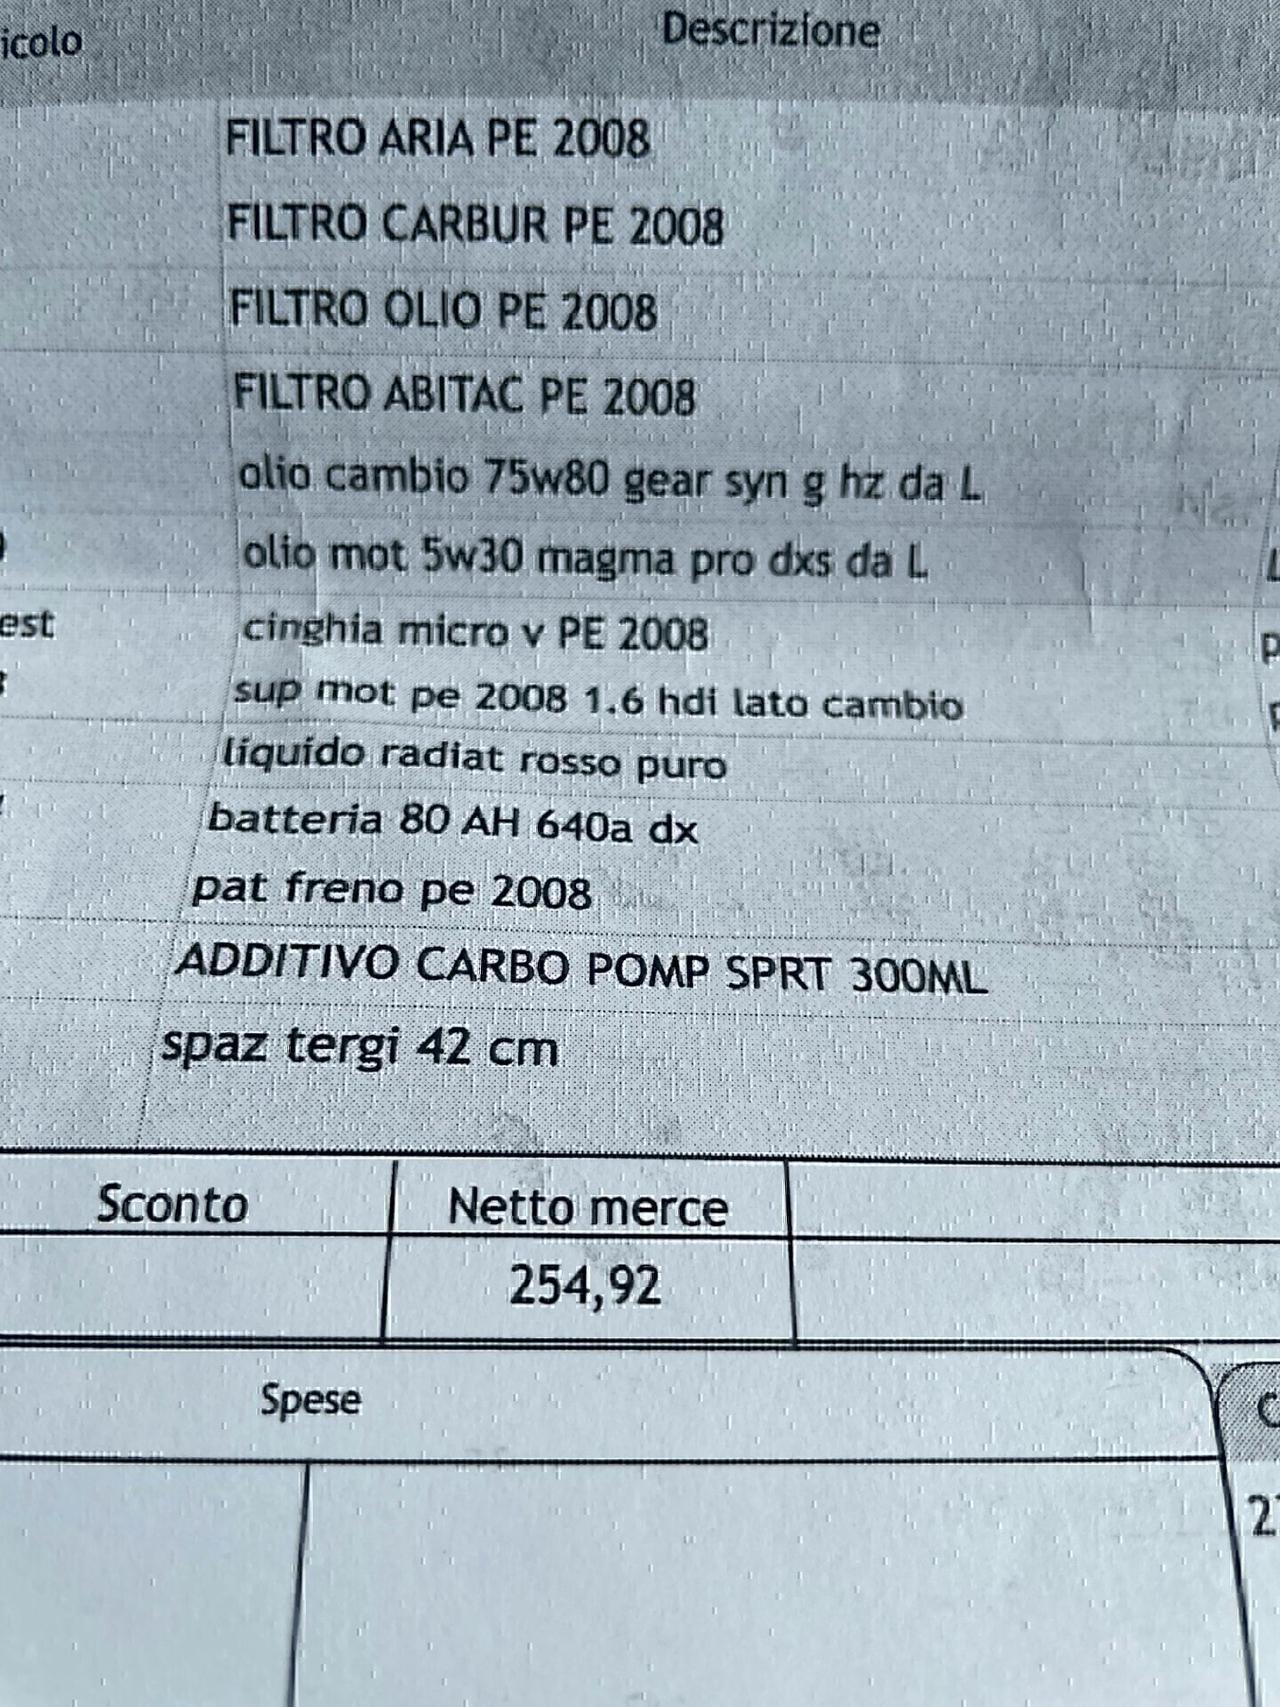 icolo Descrizione
FILTRO ARIA PE 2008
FILTRO CARBUR PE 2008
FILTRO OLIO PE 2008
FILTRO ABITAC PE 2008
olio cambio 75w80 gear syn g hz da L
olio mot 5w30 magma pro dxs da L
est cinghia micro v PE 2008
sup mot pe 2008 1.6 hdi lato cambio
liquido radiat rosso puro
batteria 80 AH 640a dx
pat freno pe 2008
ADDITIVO CARBO POMP SPRT 300ML
spaz tergi 42 cm
Sconto Netto merce
254,92
Spese